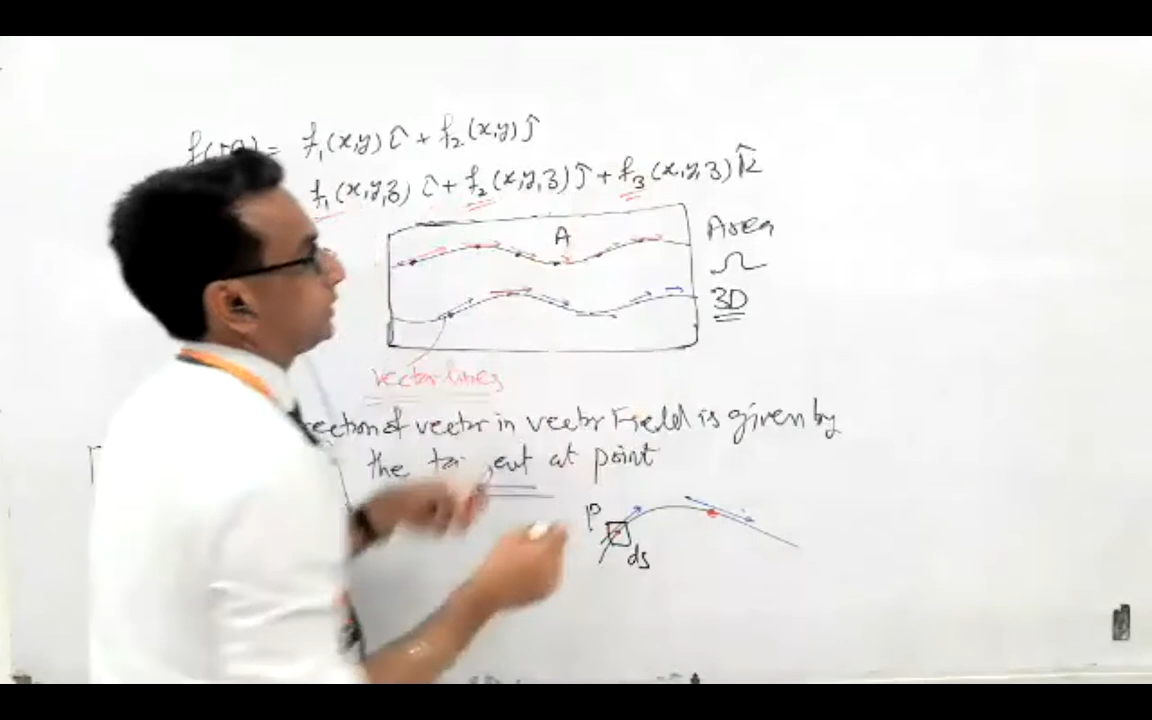 = f₁(x,y) î + f₂(x,y) ĵ
f₁(x,y,z) î + f₂(x,y,z) ĵ + f₃(x,y,z) k̂
A
Area
Ω
3D
vector lines
rection of vector in vector Field is given by
the at point
P
ds